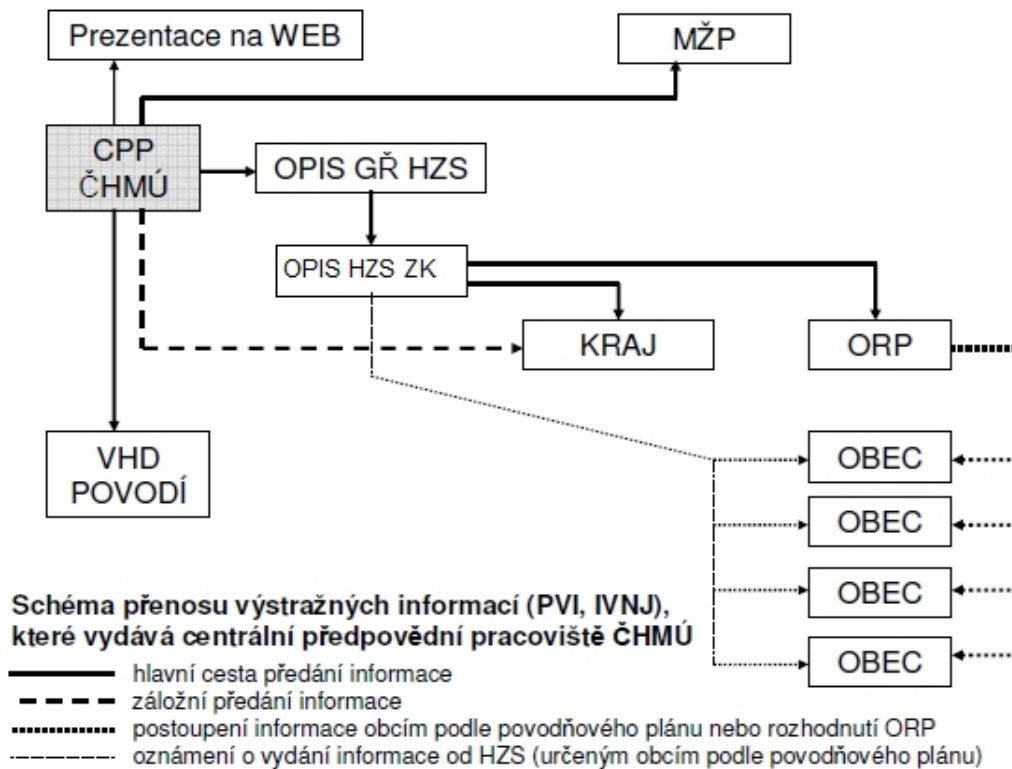 Prezentace na WEB
MŽP
CPP
ČHMÚ
OPIS GŘ HZS
OPIS HZS ZK
KRAJ
ORP
VHD
POVODÍ
OBEC
OBEC
OBEC
OBEC
Schéma přenosu výstražných informací (PVI, IVNJ),
které vydává centrální předpovědní pracoviště ČHMÚ
hlavní cesta předání informace
záložní předání informace
postoupení informace obcím podle povodňového plánu nebo rozhodnutí ORP
oznámení o vydání informace od HZS (určeným obcím podle povodňového plánu)